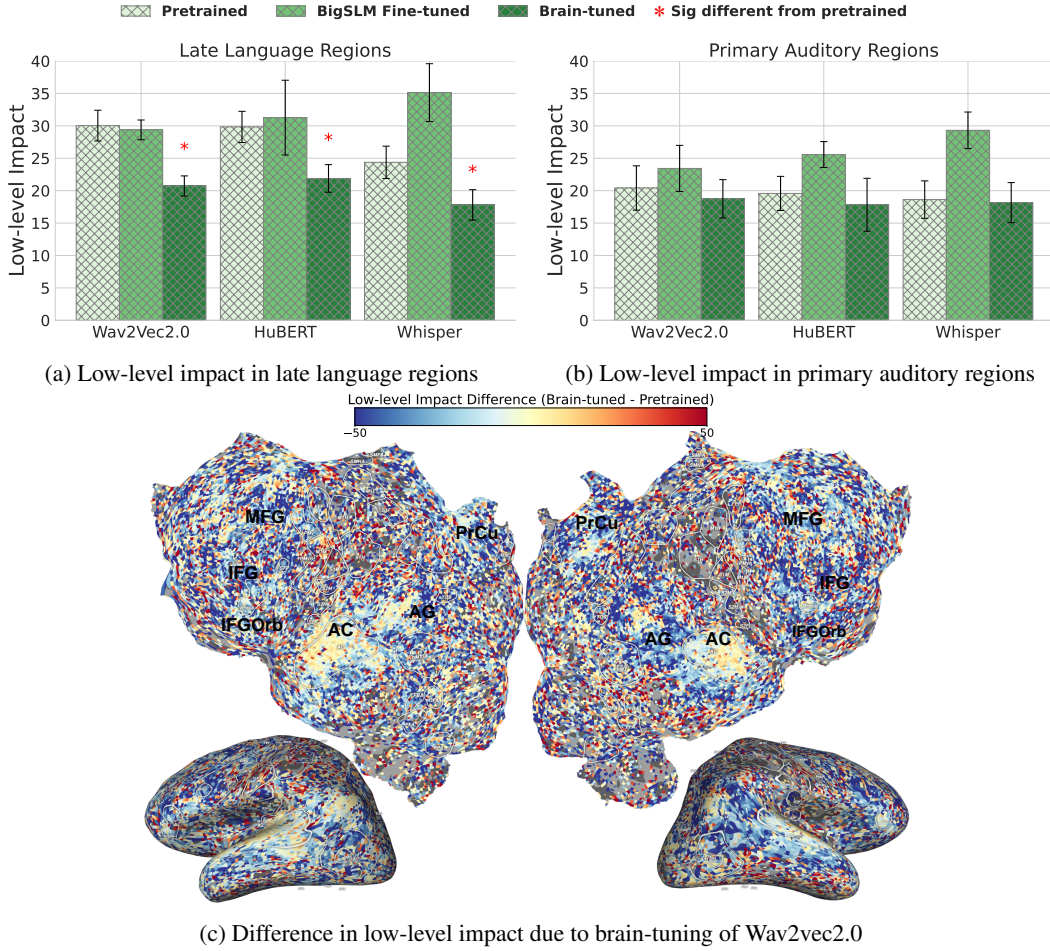 Pretrained BigSLM Fine-tuned Brain-tuned * Sig different from pretrained
Late Language Regions
Low-level Impact
40
35
30
25
20
15
10
5
0
*
*
*
Wav2Vec2.0 HuBERT Whisper
(a) Low-level impact in late language regions
Primary Auditory Regions
Low-level Impact
40
35
30
25
20
15
10
5
0
Wav2Vec2.0 HuBERT Whisper
(b) Low-level impact in primary auditory regions
Low-level Impact Difference (Brain-tuned - Pretrained)
−50 50
MFG PrCu PrCu MFG
IFG IFG
IFGOrb AC AG AG AC IFGOrb
(c) Difference in low-level impact due to brain-tuning of Wav2vec2.0